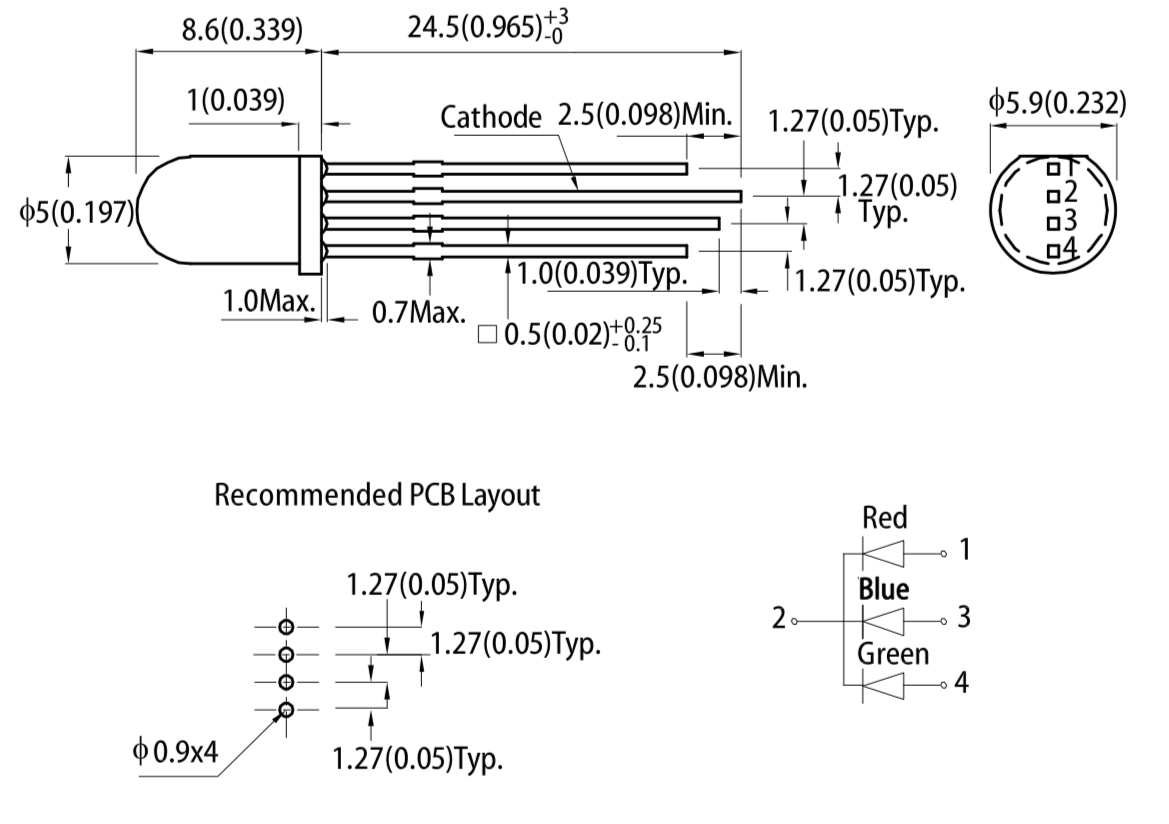 8.6(0.339)
24.5(0.965)+3 -0
1(0.039)
Cathode 2.5(0.098)Min.
1.27(0.05)Typ.
ϕ5.9(0.232)
ϕ5(0.197)
1.27(0.05)
Typ.
1
2
3
4
1.0(0.039)Typ.
1.27(0.05)Typ.
1.0Max.
0.7Max.
□ 0.5(0.02)+0.25 -0.1
2.5(0.098)Min.
Recommended PCB Layout
1.27(0.05)Typ.
1.27(0.05)Typ.
ϕ0.9x4
1.27(0.05)Typ.
Red
1
Blue
2
3
Green
4